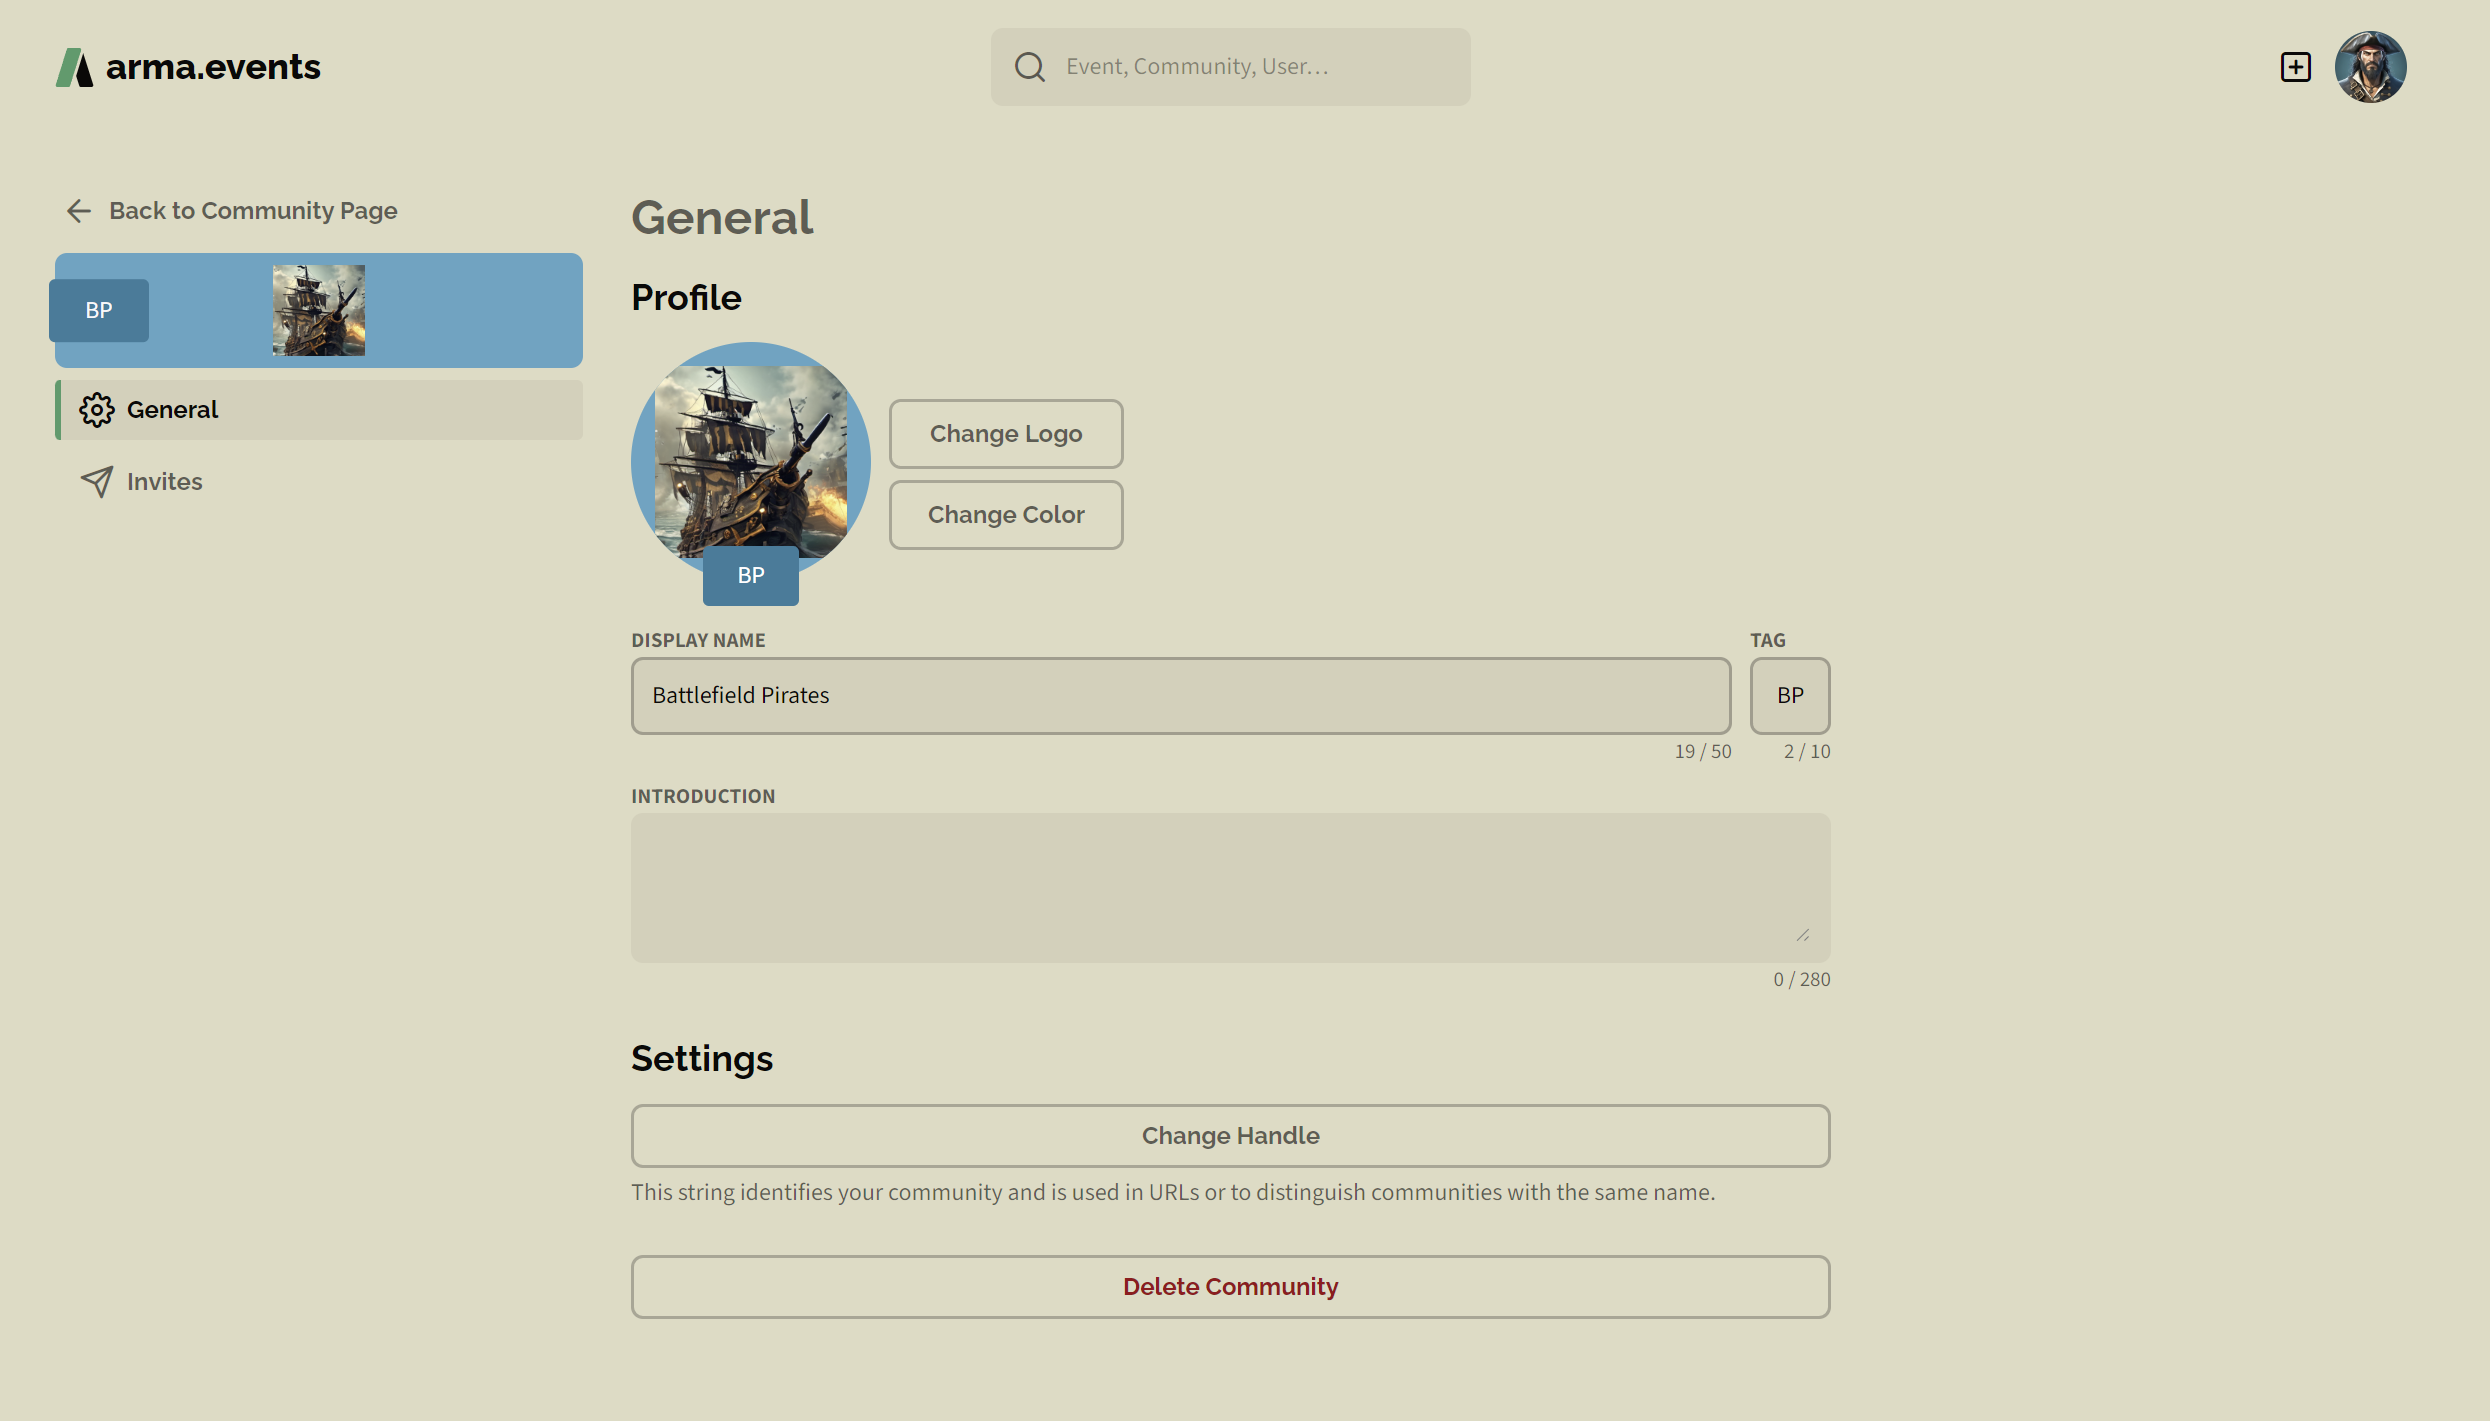 arma.events
Event, Community, User...
Back to Community Page
BP
General
Invites
General
Profile
Change Logo
Change Color
BP
DISPLAY NAME
TAG
Battlefield Pirates
BP
19 / 50
2 / 10
INTRODUCTION
0 / 280
Settings
Change Handle
This string identifies your community and is used in URLs or to distinguish communities with the same name.
Delete Community